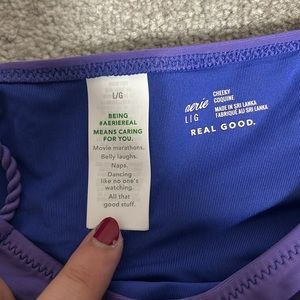 L/G
BEING
#AERIEREAL
MEANS CARING
FOR YOU.
Movie marathons.
Belly laughs.
Naps.
Dancing
like no one's
watching.
All that
good stuff.
aerie
L|G
CHEEKY
COQUINE
MADE IN SRI LANKA
FABRIQUÉ AU SRI LANKA
REAL GOOD.